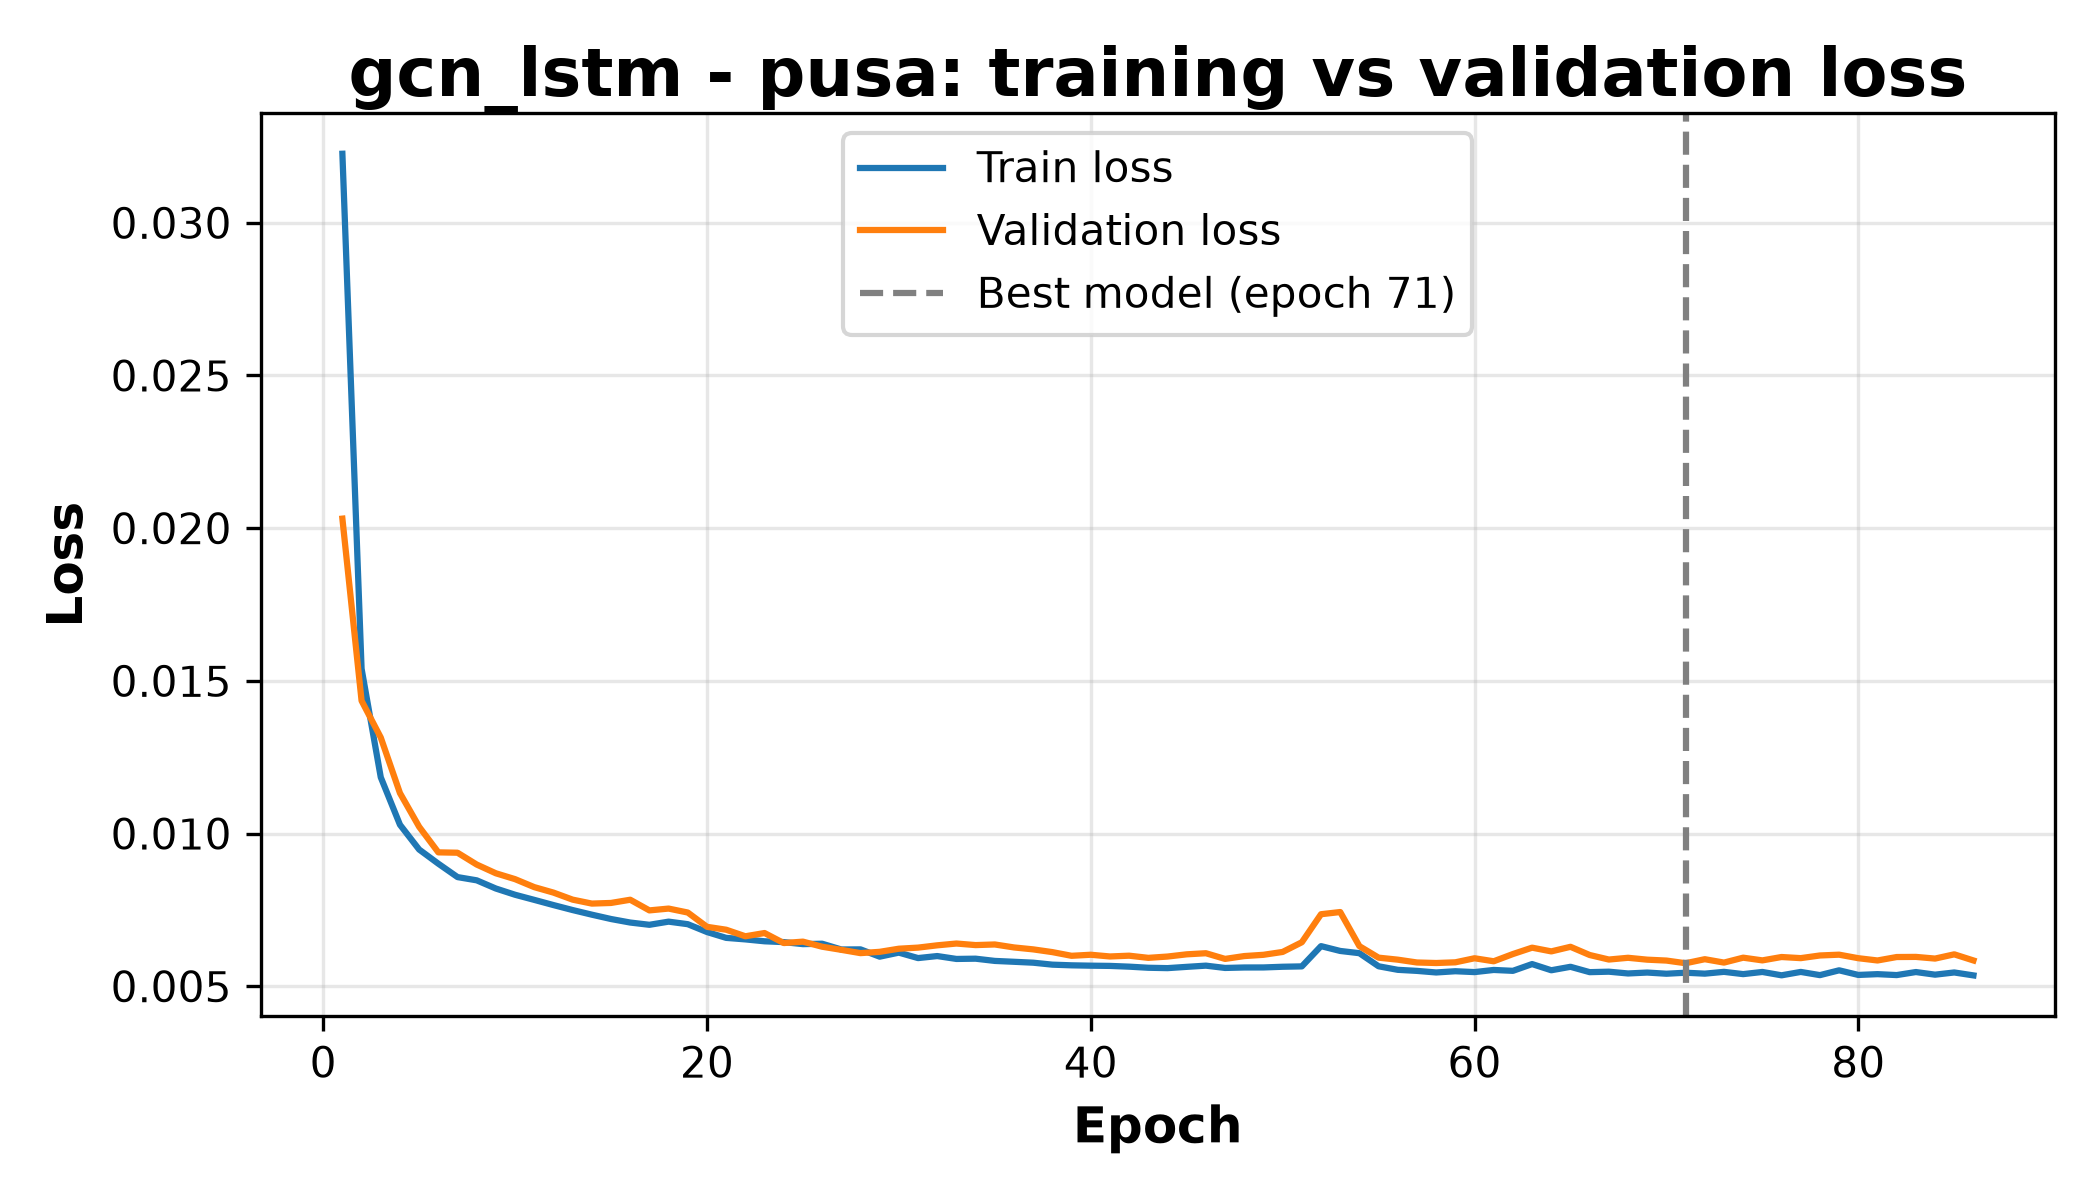 gcn_lstm - pusa: training vs validation loss
Train loss
Validation loss
Best model (epoch 71)
Loss
0.030
0.025
0.020
0.015
0.010
0.005
0 20 40 60 80
Epoch